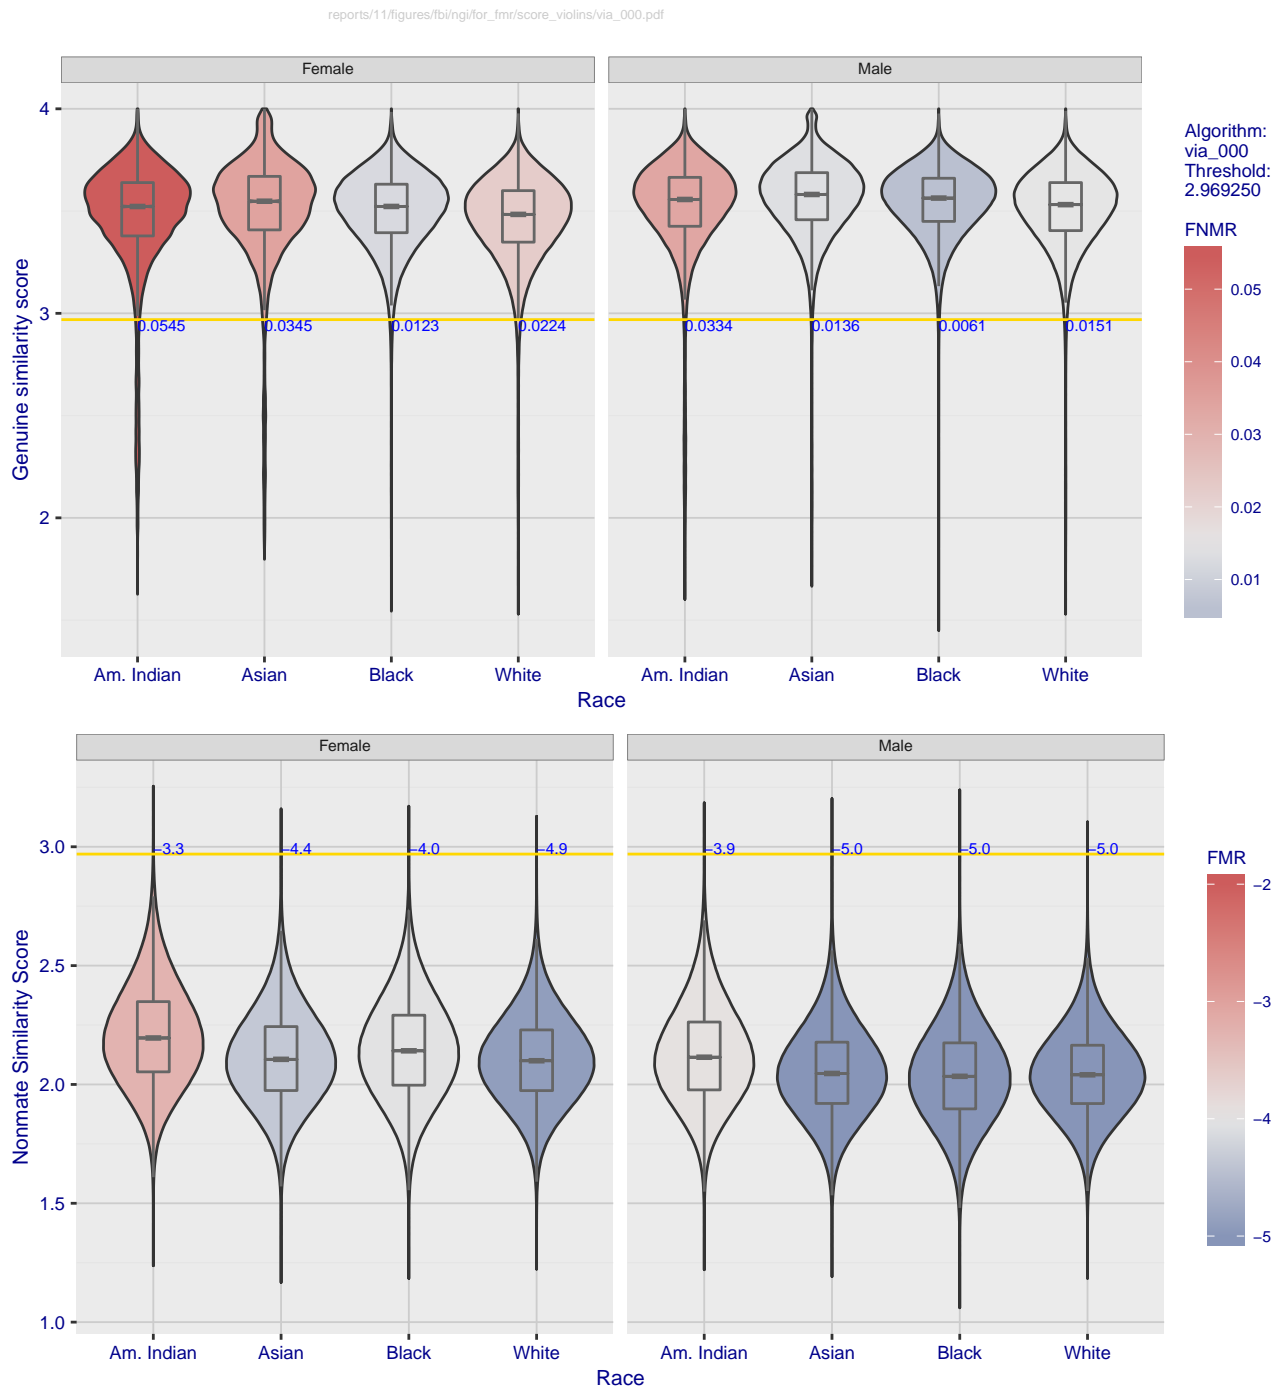 reports/11/figures/fbi/ngi/for_fmr/score_violins/via_000.pdf
Female
Male
Genuine similarity score
4
3
2
0.0545
0.0345
0.0123
0.0224
0.0334
0.0136
0.0061
0.0151
Am. Indian
Asian
Black
White
Am. Indian
Asian
Black
White
Race
Algorithm:
via_000
Threshold:
2.969250
FNMR
0.05
0.04
0.03
0.02
0.01
Female
Male
Nonmate Similarity Score
3.0
2.5
2.0
1.5
1.0
−3.3
−4.4
−4.0
−4.9
−3.9
−5.0
−5.0
−5.0
Am. Indian
Asian
Black
White
Am. Indian
Asian
Black
White
Race
FMR
−2
−3
−4
−5